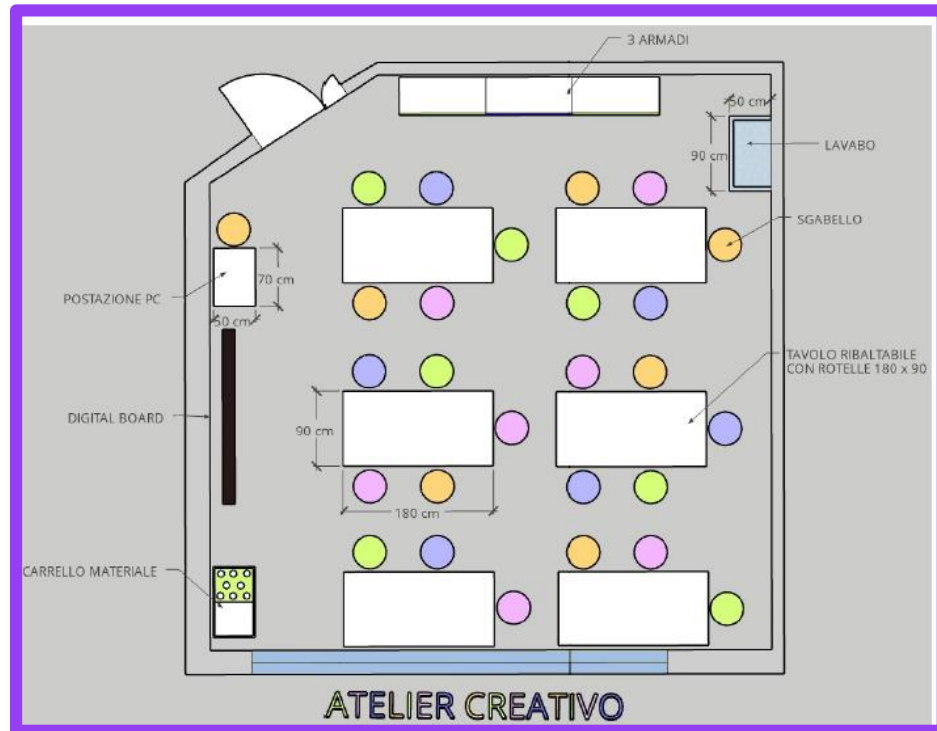 3 ARMADI
50 cm
LAVABO
90 cm
SGABELLO
70 cm
POSTAZIONE PC
50 cm
TAVOLO RIBALTABILE
CON ROTELLE 180 x 90
DIGITAL BOARD
90 cm
180 cm
CARRELLO MATERIALE
ATELIER CREATIVO